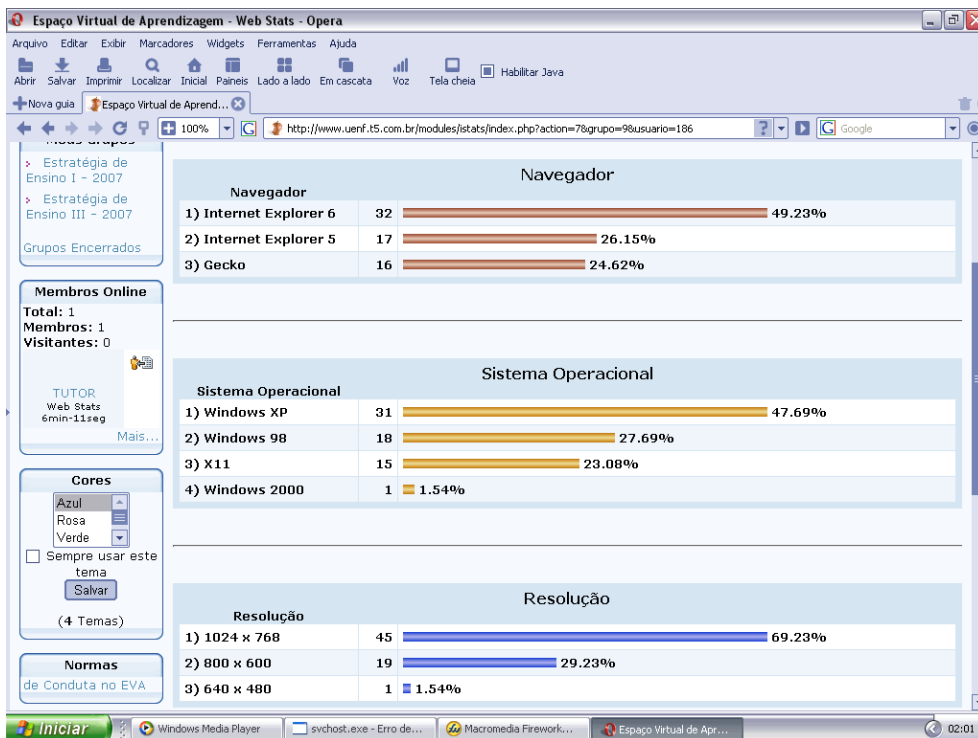 Espaço Virtual de Aprendizagem - Web Stats - Opera
Arquivo Editar Exibir Marcadores Widgets Ferramentas Ajuda
Abrir Salvar Imprimir Localizar Inicial Paineis Lado a lado Em cascata Voz Tela cheia Habilitar Java
Nova guia Espaço Virtual de Aprend...
100% G http://www.uenf.t5.com.br/modules/istats/index.php?action=7&grupo=9&usuario=186 ? G Google
Meus Grupos
Estratégia de
Ensino I - 2007
Estratégia de
Ensino III - 2007
Grupos Encerrados
Membros Online
Total: 1
Membros: 1
Visitantes: 0
TUTOR
Web Stats
6min-11seg
Mais...
Cores
Azul
Rosa
Verde
Sempre usar este
tema
Salvar
(4 Temas)
Normas
de Conduta no EVA
Navegador
Navegador
1) Internet Explorer 6 32 49.23%
2) Internet Explorer 5 17 26.15%
3) Gecko 16 24.62%
Sistema Operacional
Sistema Operacional
1) Windows XP 31 47.69%
2) Windows 98 18 27.69%
3) X11 15 23.08%
4) Windows 2000 1 1.54%
Resolução
Resolução
1) 1024 x 768 45 69.23%
2) 800 x 600 19 29.23%
3) 640 x 480 1 1.54%
Iniciar Windows Media Player svchost.exe - Erro de... Macromedia Firework... Espaço Virtual de Apr... 02:01